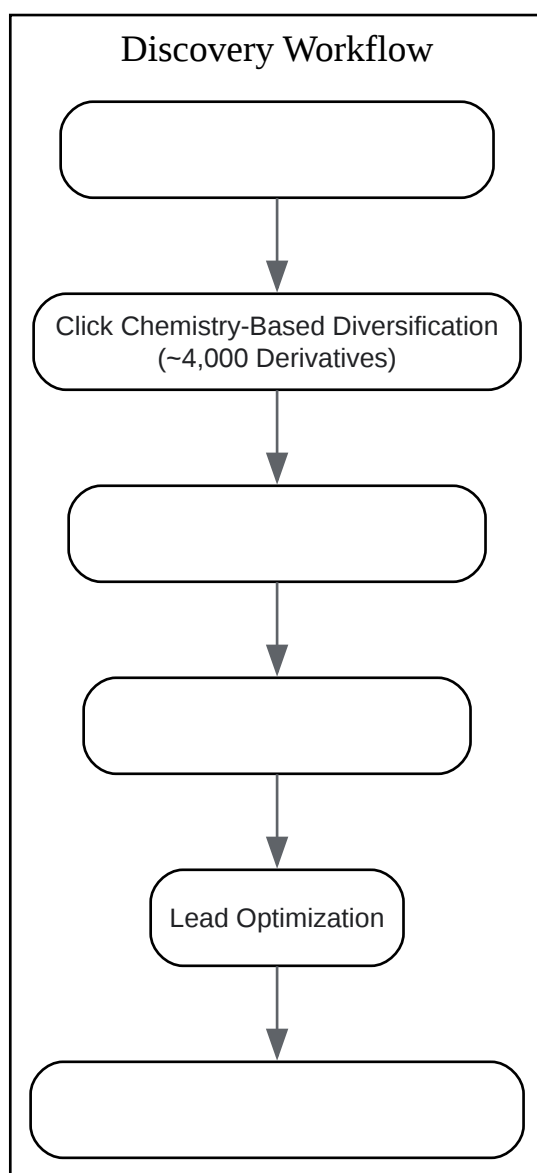 Discovery Workflow
Click Chemistry-Based Diversification
(~4,000 Derivatives)
Lead Optimization